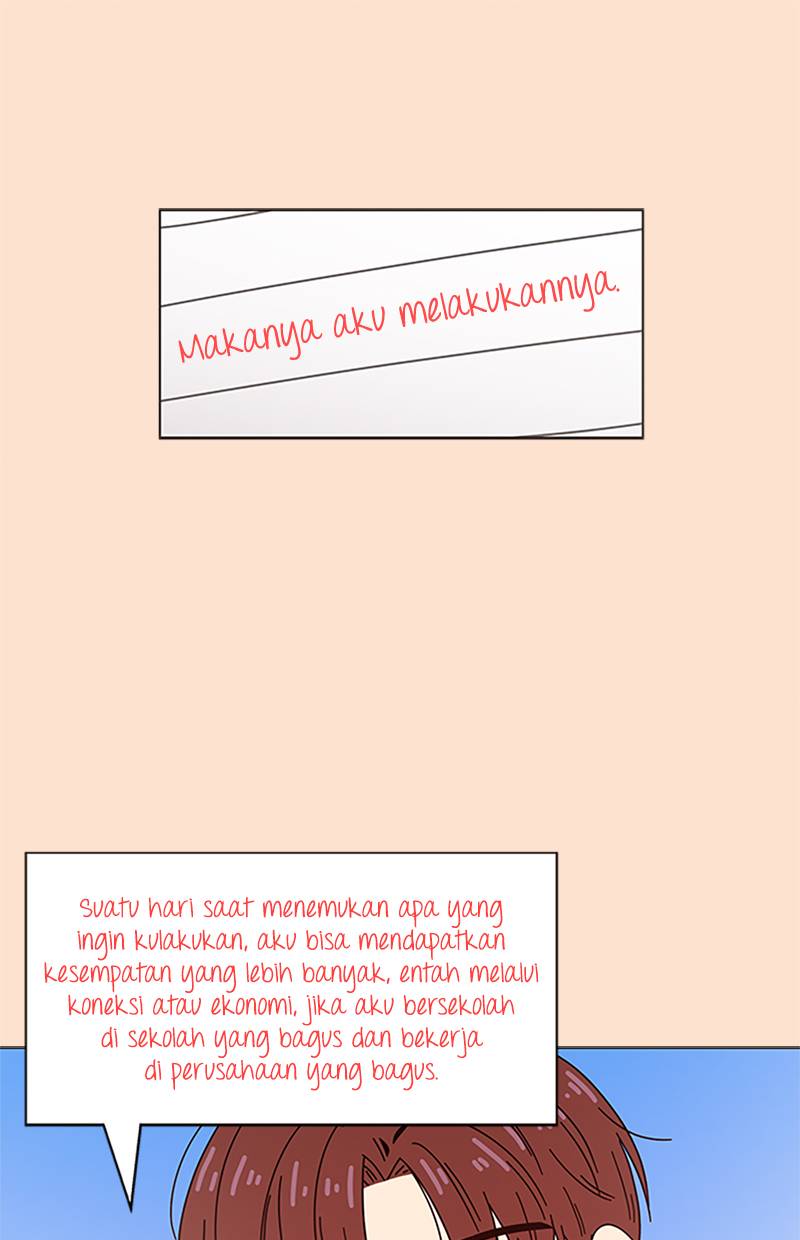 Makanya aku melakukannya.
Suatu hari saat menemukan apa yang
ingin kulakukan, aku bisa mendapatkan
kesempatan yang lebih banyak, entah melalui
koneksi atau ekonomi, jika aku bersekolah
di sekolah yang bagus dan bekerja
di perusahaan yang bagus.